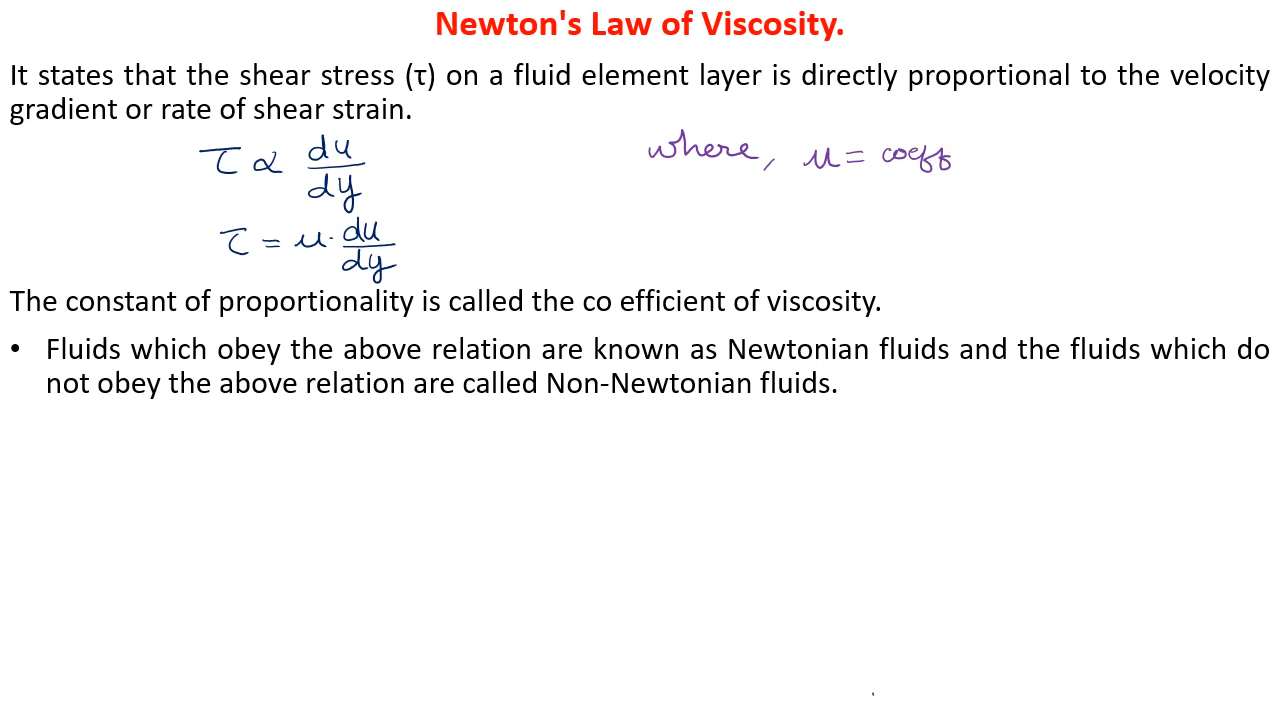 Newton's Law of Viscosity.
It states that the shear stress (τ) on a fluid element layer is directly proportional to the velocity
gradient or rate of shear strain.
τ ∝ du/dy
where, μ = coeff
τ = μ. du/dy
The constant of proportionality is called the co efficient of viscosity.
• Fluids which obey the above relation are known as Newtonian fluids and the fluids which do
not obey the above relation are called Non-Newtonian fluids.